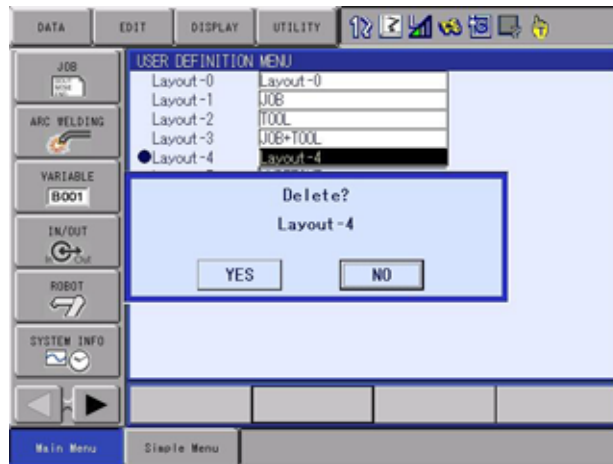 DATA
EDIT
DISPLAY
UTILITY
JOB
ARC WELDING
VARIABLE
B001
IN/OUT
In Out
ROBOT
SYSTEM INFO
USER DEFINITION MENU
Layout-0 Layout-0
Layout-1 JOB
Layout-2 TOOL
Layout-3 JOB+TOOL
Layout-4 Layout-4
Delete?
Layout-4
YES
NO
Main Menu
Simple Menu